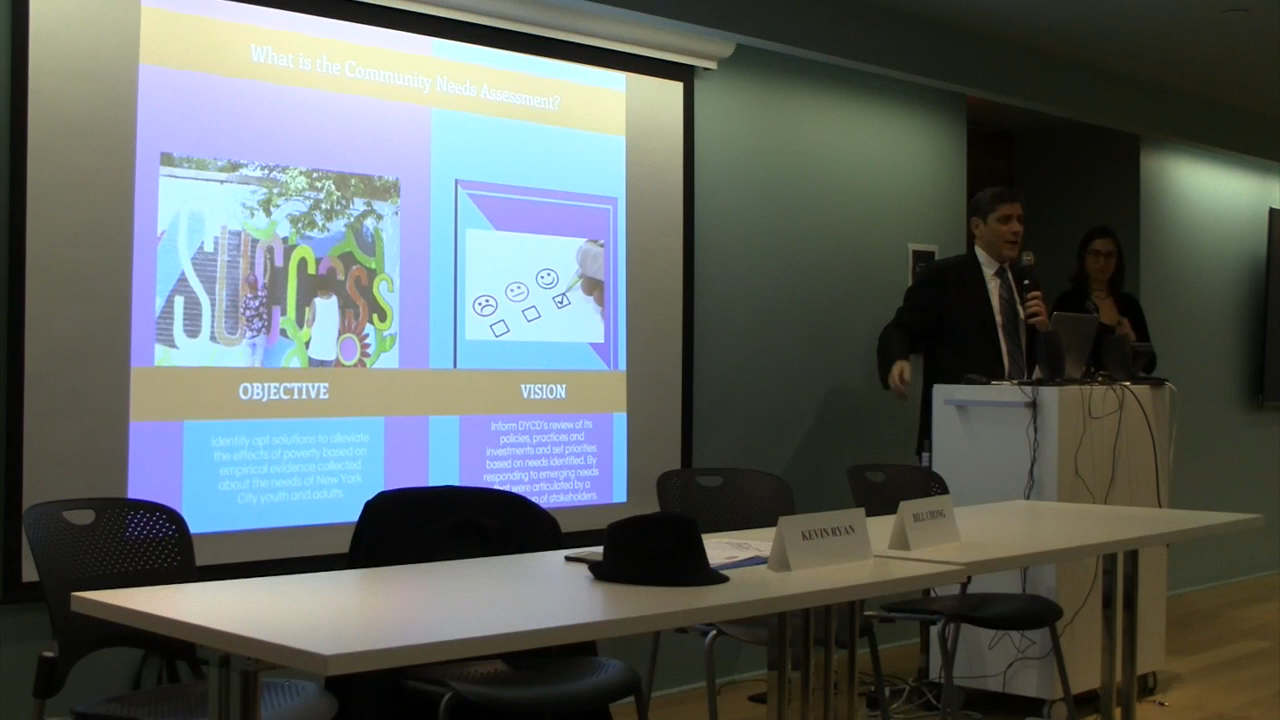 What is the Community Needs Assessment?
SUCCESS
OBJECTIVE
VISION
Identify apt solutions to alleviate
the effects of poverty based on
empirical evidence collected
about the needs of New York
City youth and adults.
Inform DYCD's review of its
policies, practices and
investments and set priorities
based on needs identified. By
responding to emerging needs
that were articulated by a
of stakeholders.
KEVIN RYAN
BILL CHONG